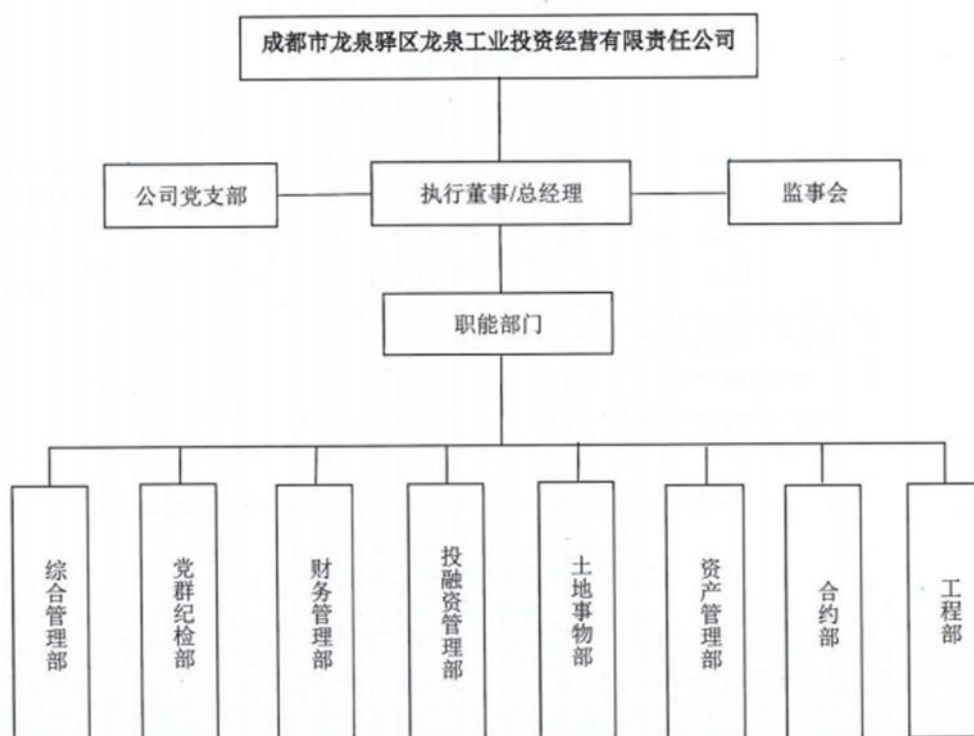 成都市龙泉驿区龙泉工业投资经营有限责任公司
公司党支部
执行董事/总经理
监事会
职能部门
综合管理部
党群纪检部
财务管理部
投融资管理部
土地事物部
资产管理部
合约部
工程部